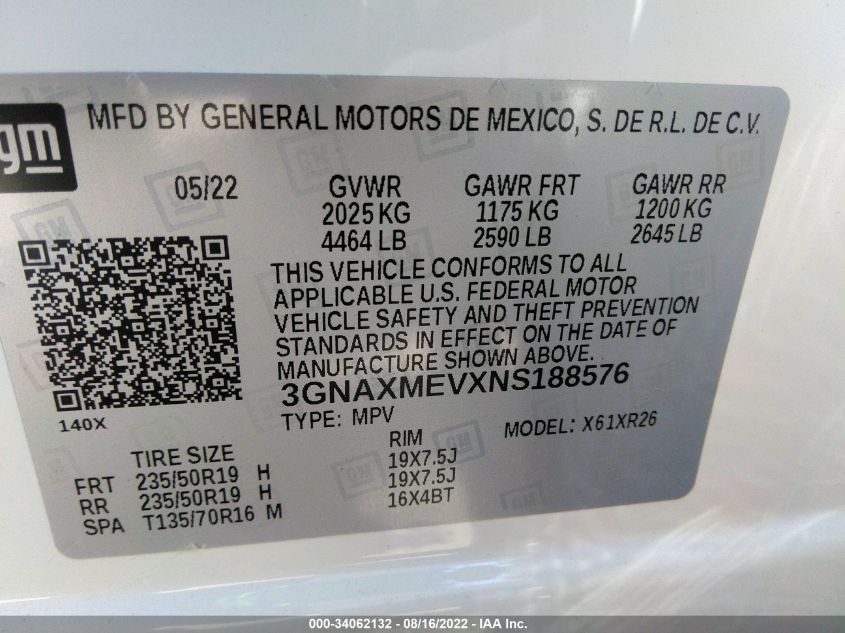 gm
MFD BY GENERAL MOTORS DE MEXICO, S. DE R.L. DE C.V.
05/22 GVWR GAWR FRT GAWR RR
2025 KG 1175 KG 1200 KG
4464 LB 2590 LB 2645 LB
THIS VEHICLE CONFORMS TO ALL
APPLICABLE U.S. FEDERAL MOTOR
VEHICLE SAFETY AND THEFT PREVENTION
STANDARDS IN EFFECT ON THE DATE OF
MANUFACTURE SHOWN ABOVE.
3GNAXMEVXNS188576
140X
TYPE: MPV MODEL: X61XR26
TIRE SIZE RIM
FRT 235/50R19 H 19X7.5J
RR 235/50R19 H 19X7.5J
SPA T135/70R16 M 16X4BT
000-34062132 - 08/16/2022 - IAA Inc.